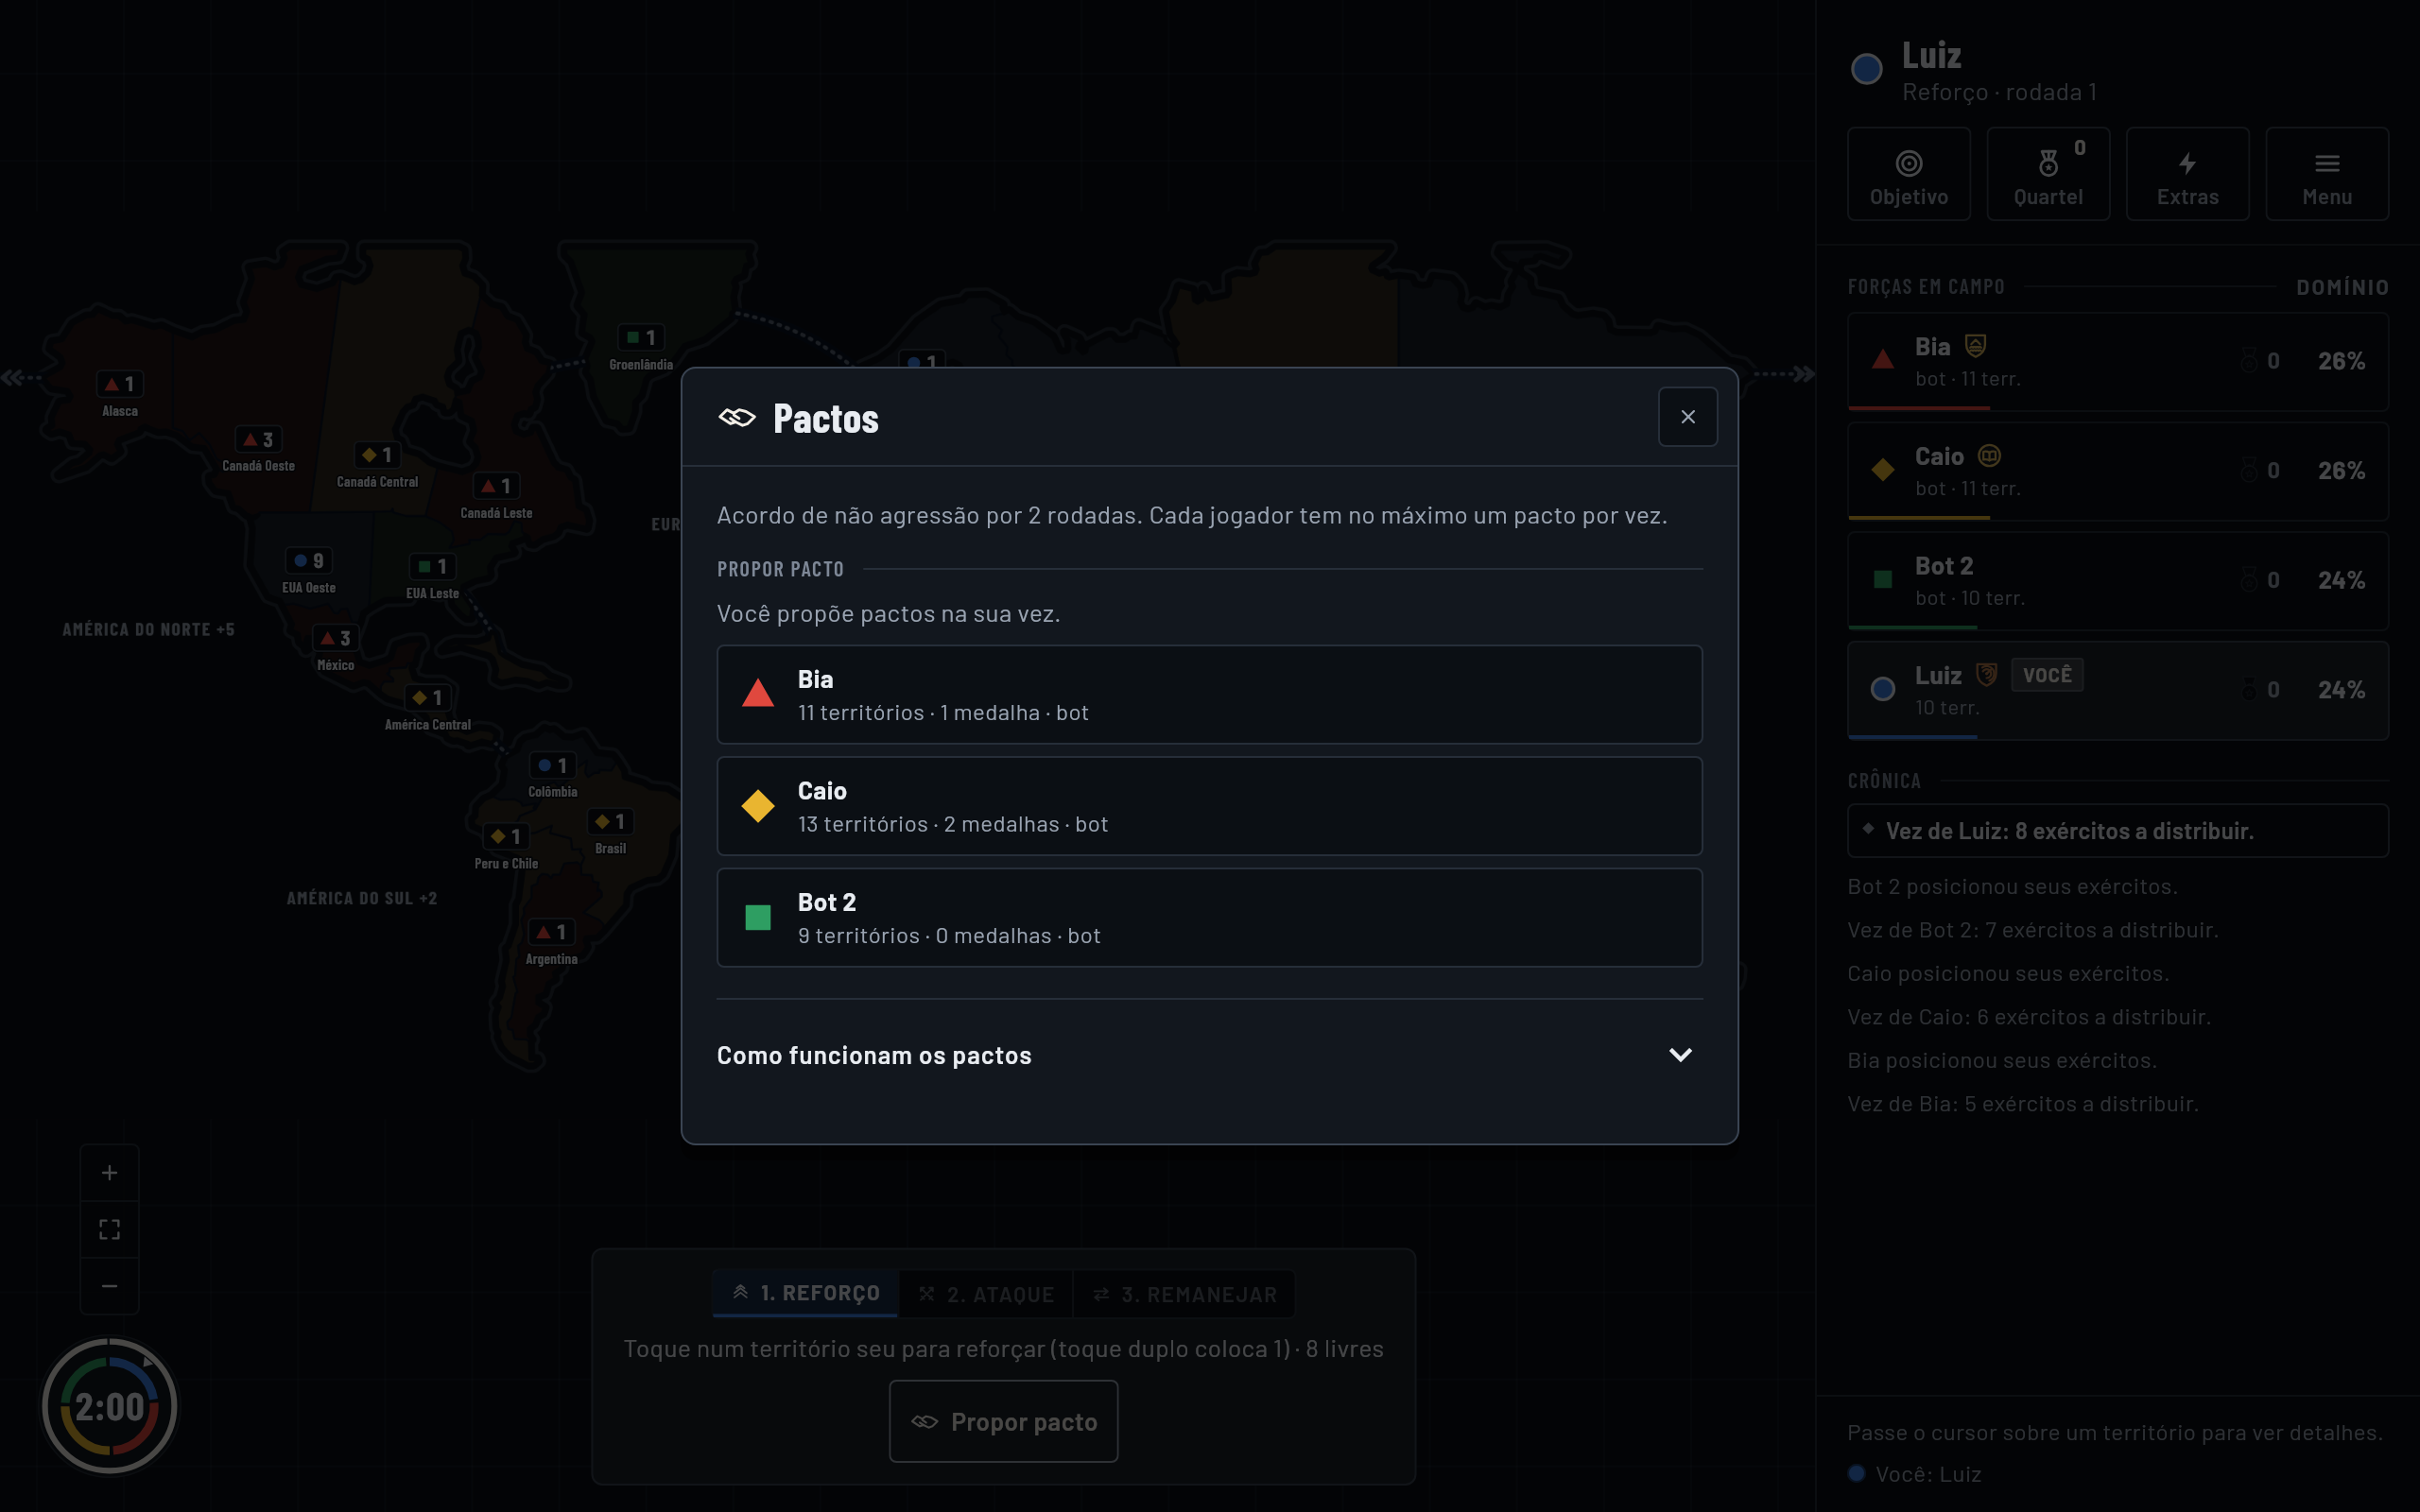 Luiz
Reforço · rodada 1
Objetivo
0
Quartel
Extras
Menu
FORÇAS EM CAMPO
DOMÍNIO
Bia
bot · 11 terr.
0
26%
Caio
bot · 11 terr.
0
26%
Bot 2
bot · 10 terr.
0
24%
Luiz
VOCÊ
10 terr.
0
24%
CRÔNICA
Vez de Luiz: 8 exércitos a distribuir.
Bot 2 posicionou seus exércitos.
Vez de Bot 2: 7 exércitos a distribuir.
Caio posicionou seus exércitos.
Vez de Caio: 6 exércitos a distribuir.
Bia posicionou seus exércitos.
Vez de Bia: 5 exércitos a distribuir.
Passe o cursor sobre um território para ver detalhes.
Você: Luiz
1
Groenlândia
1
1
Alasca
3
Canadá Oeste
1
Canadá Central
1
Canadá Leste
EUR
9
EUA Oeste
1
EUA Leste
AMÉRICA DO NORTE +5
3
México
1
América Central
1
Colômbia
1
Brasil
1
Peru e Chile
AMÉRICA DO SUL +2
1
Argentina
Pactos
Acordo de não agressão por 2 rodadas. Cada jogador tem no máximo um pacto por vez.
PROPOR PACTO
Você propõe pactos na sua vez.
Bia
11 territórios · 1 medalha · bot
Caio
13 territórios · 2 medalhas · bot
Bot 2
9 territórios · 0 medalhas · bot
Como funcionam os pactos
2:00
1. REFORÇO
2. ATAQUE
3. REMANEJAR
Toque num território seu para reforçar (toque duplo coloca 1) · 8 livres
Propor pacto